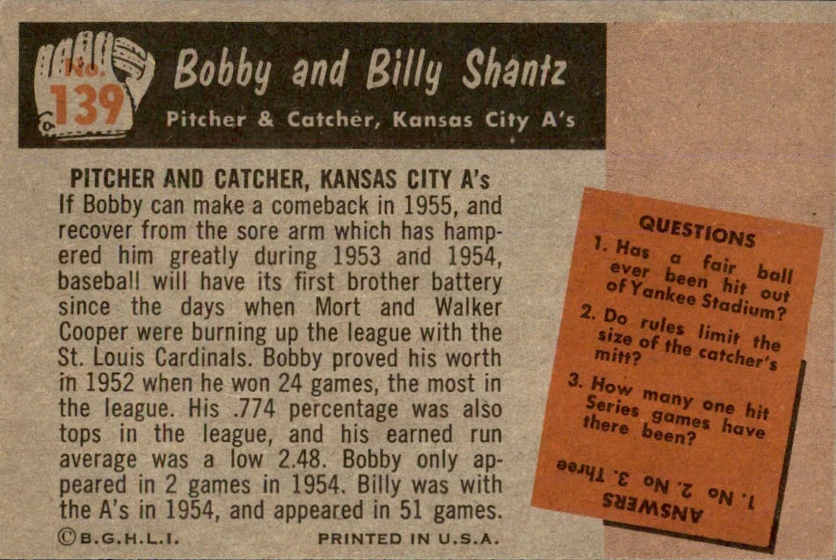 No.
139
Bobby and Billy Shantz
Pitcher & Catcher, Kansas City A's
PITCHER AND CATCHER, KANSAS CITY A's
If Bobby can make a comeback in 1955, and
recover from the sore arm which has hamp-
ered him greatly during 1953 and 1954,
baseball will have its first brother battery
since the days when Mort and Walker
Cooper were burning up the league with the
St. Louis Cardinals. Bobby proved his worth
in 1952 when he won 24 games, the most in
the league. His .774 percentage was also
tops in the league, and his earned run
average was a low 2.48. Bobby only ap-
peared in 2 games in 1954. Billy was with
the A's in 1954, and appeared in 51 games.
©B.G.H.L.I. PRINTED IN U.S.A.
QUESTIONS
1. Has a fair ball
ever been hit out
of Yankee Stadium?
2. Do rules limit the
size of the catcher's
mitt?
3. How many one hit
Series games have
there been?
ANSWERS
1. No 2. No 3. Three